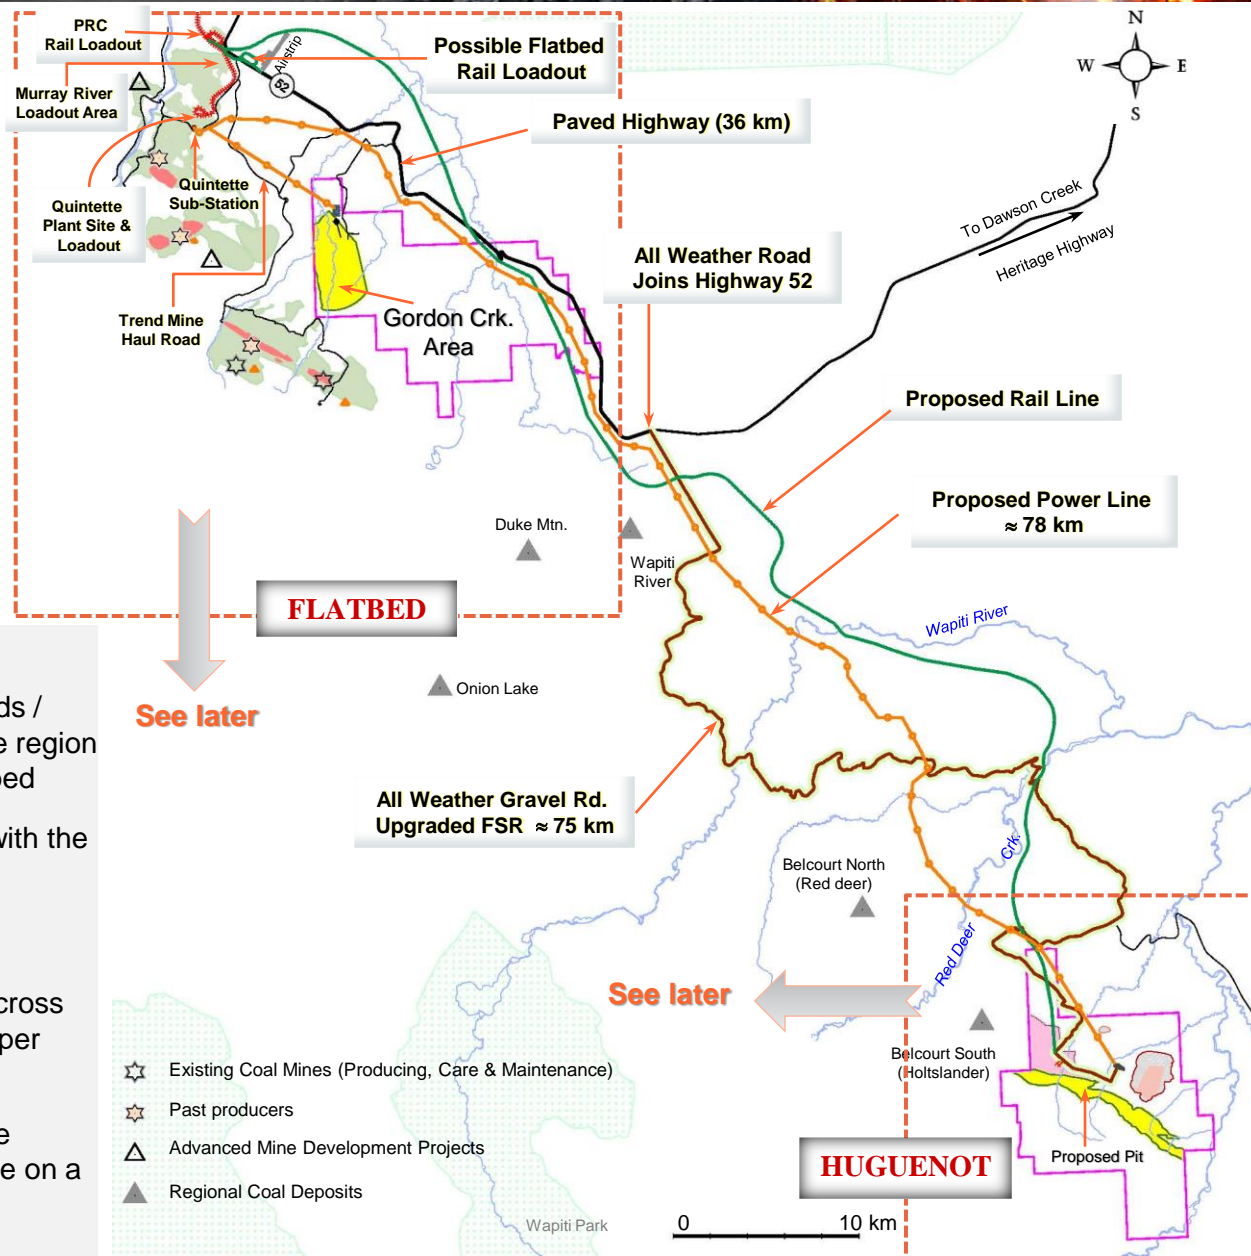 PRC
Rail Loadout
Murray River
Loadout Area
Airstrip
52
Possible Flatbed
Rail Loadout
Paved Highway (36 km)
N
W
E
S
Quintette
Sub-Station
Quintette
Plant Site &
Loadout
Trend Mine
Haul Road
Gordon Crk.
Area
All Weather Road
Joins Highway 52
To Dawson Creek
Heritage Highway
Proposed Rail Line
Proposed Power Line
≈ 78 km
Duke Mtn.
Wapiti
River
FLATBED
Wapiti River
Onion Lake
See later
ds /
e region
bed
with the
cross
per
e
e on a
All Weather Gravel Rd.
Upgraded FSR ≈ 75 km
Belcourt North
(Red deer)
Red Deer
Crk.
See later
Belcourt South
(Holtslander)
Existing Coal Mines (Producing, Care & Maintenance)
Past producers
Advanced Mine Development Projects
Regional Coal Deposits
HUGUENOT
Proposed Pit
Wapiti Park
0
10 km